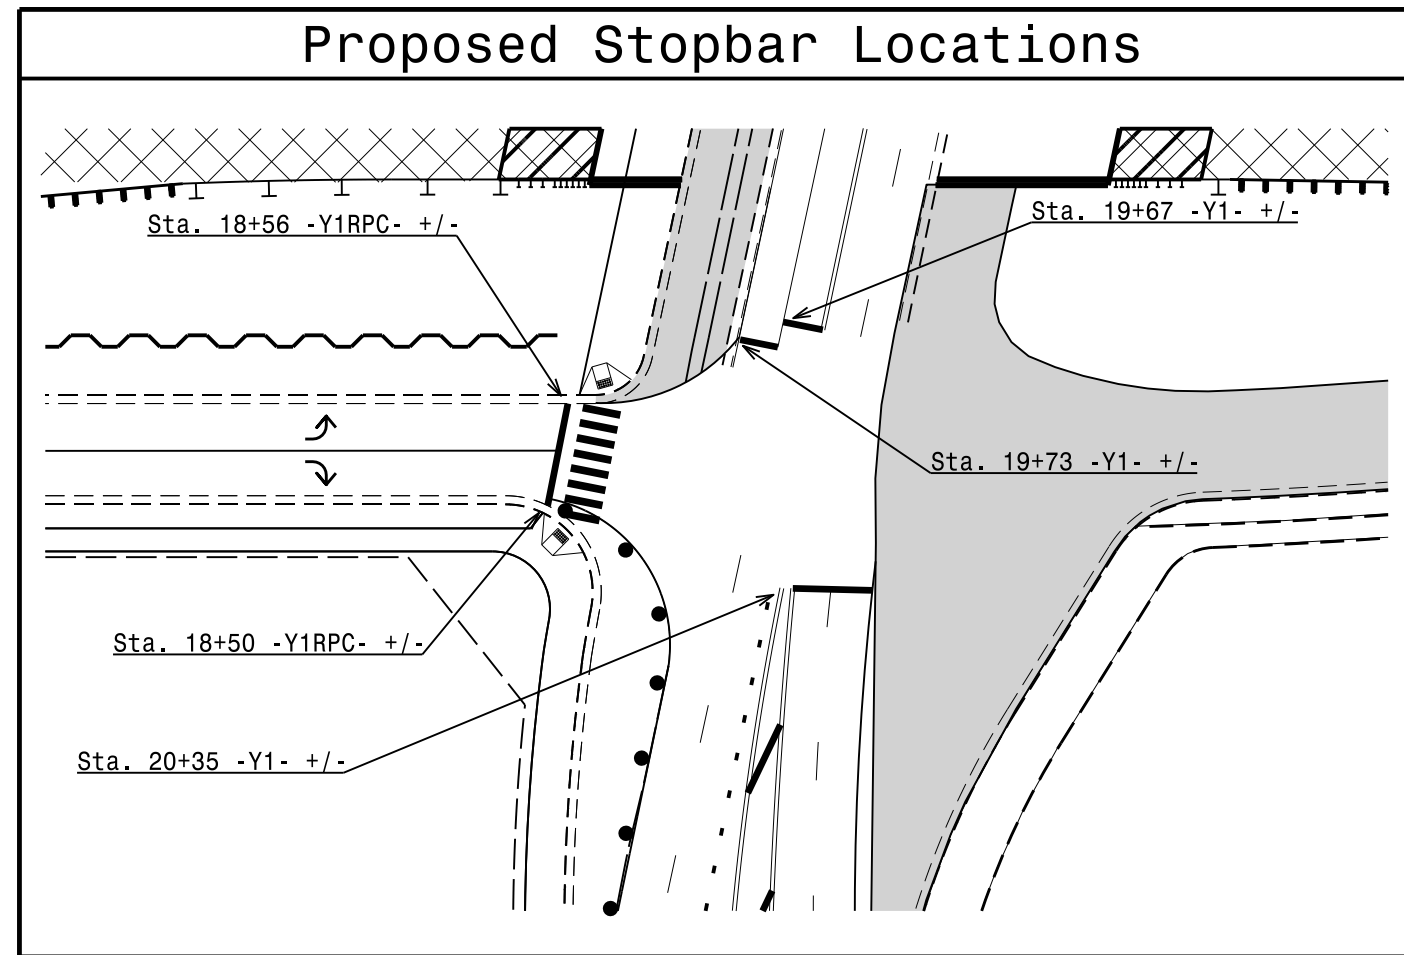 Proposed Stopbar Locations
Sta. 18+56 -Y1RPC- +/-
Sta. 19+67 -Y1- +/-
Sta. 19+73 -Y1- +/-
Sta. 18+50 -Y1RPC- +/-
Sta. 20+35 -Y1- +/-